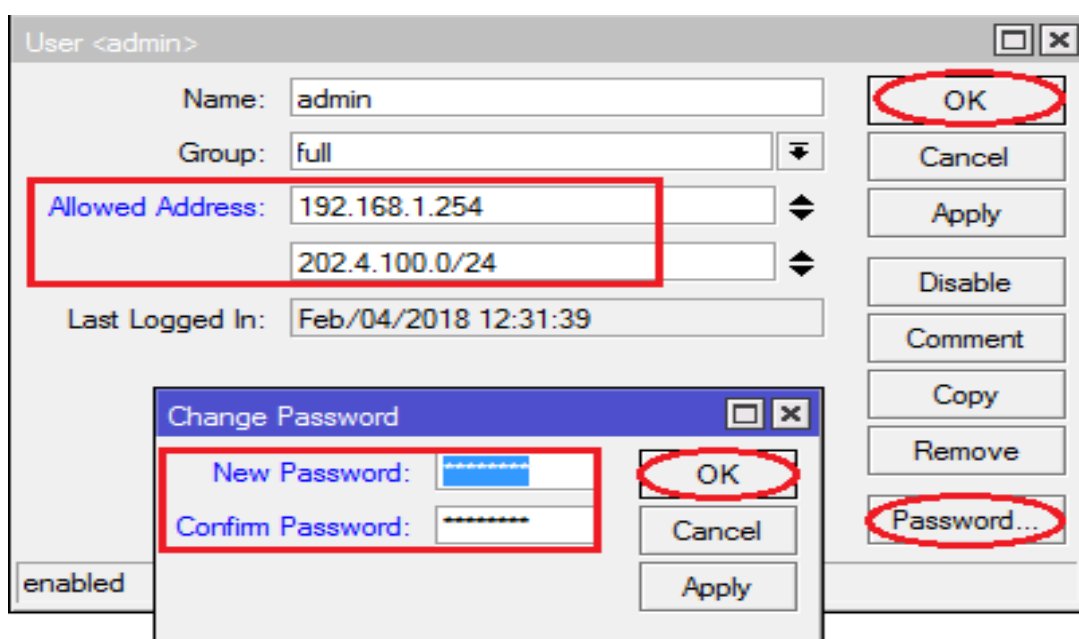 User <admin>
Name: admin
OK
Group: full
Cancel
Allowed Address: 192.168.1.254
Apply
202.4.100.0/24
Disable
Last Logged In: Feb/04/2018 12:31:39
Comment
Copy
Change Password
Remove
New Password: ********
OK
Password...
Confirm Password: ********
Cancel
enabled
Apply